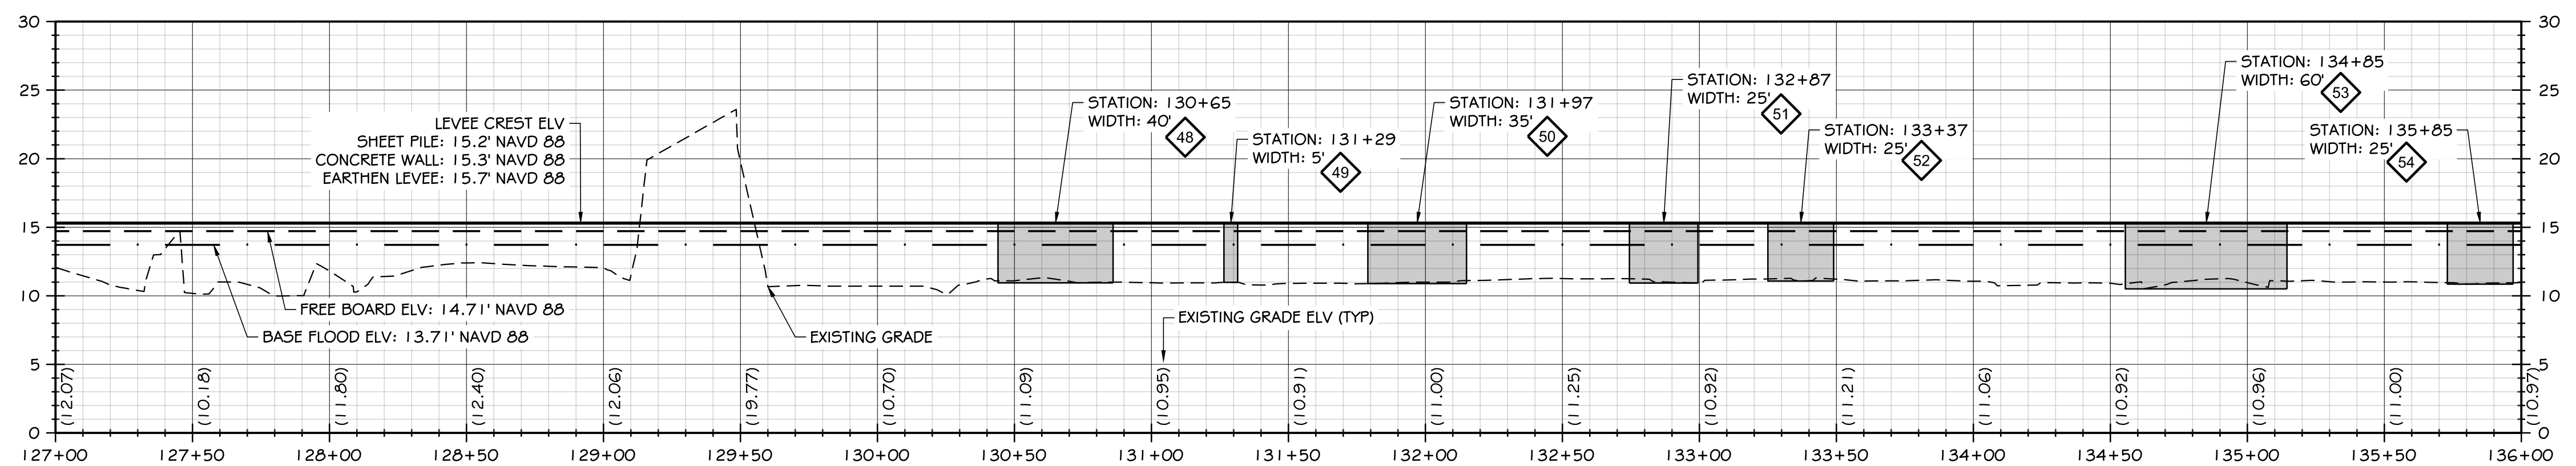 30
25
20
15
10
5
0
LEVEE CREST ELV
SHEET PILE: 15.2' NAVD 88
CONCRETE WALL: 15.3' NAVD 88
EARTHEN LEVEE: 15.7' NAVD 88
FREE BOARD ELV: 14.71' NAVD 88
BASE FLOOD ELV: 13.71' NAVD 88
EXISTING GRADE
STATION: 130+65
WIDTH: 40'
48
STATION: 131+29
WIDTH: 5'
49
EXISTING GRADE ELV (TYP)
STATION: 131+97
WIDTH: 35'
50
STATION: 132+87
WIDTH: 25'
51
STATION: 133+37
WIDTH: 25'
52
STATION: 134+85
WIDTH: 60'
53
STATION: 135+85
WIDTH: 25'
54
30
25
20
15
10
5
0
(12.07)
(10.18)
(11.80)
(12.40)
(12.06)
(19.77)
(10.70)
(11.09)
(10.95)
(10.91)
(11.00)
(11.25)
(10.92)
(11.21)
(11.06)
(10.92)
(10.96)
(11.00)
(10.97)
127+00
127+50
128+00
128+50
129+00
129+50
130+00
130+50
131+00
131+50
132+00
132+50
133+00
133+50
134+00
134+50
135+00
135+50
136+00